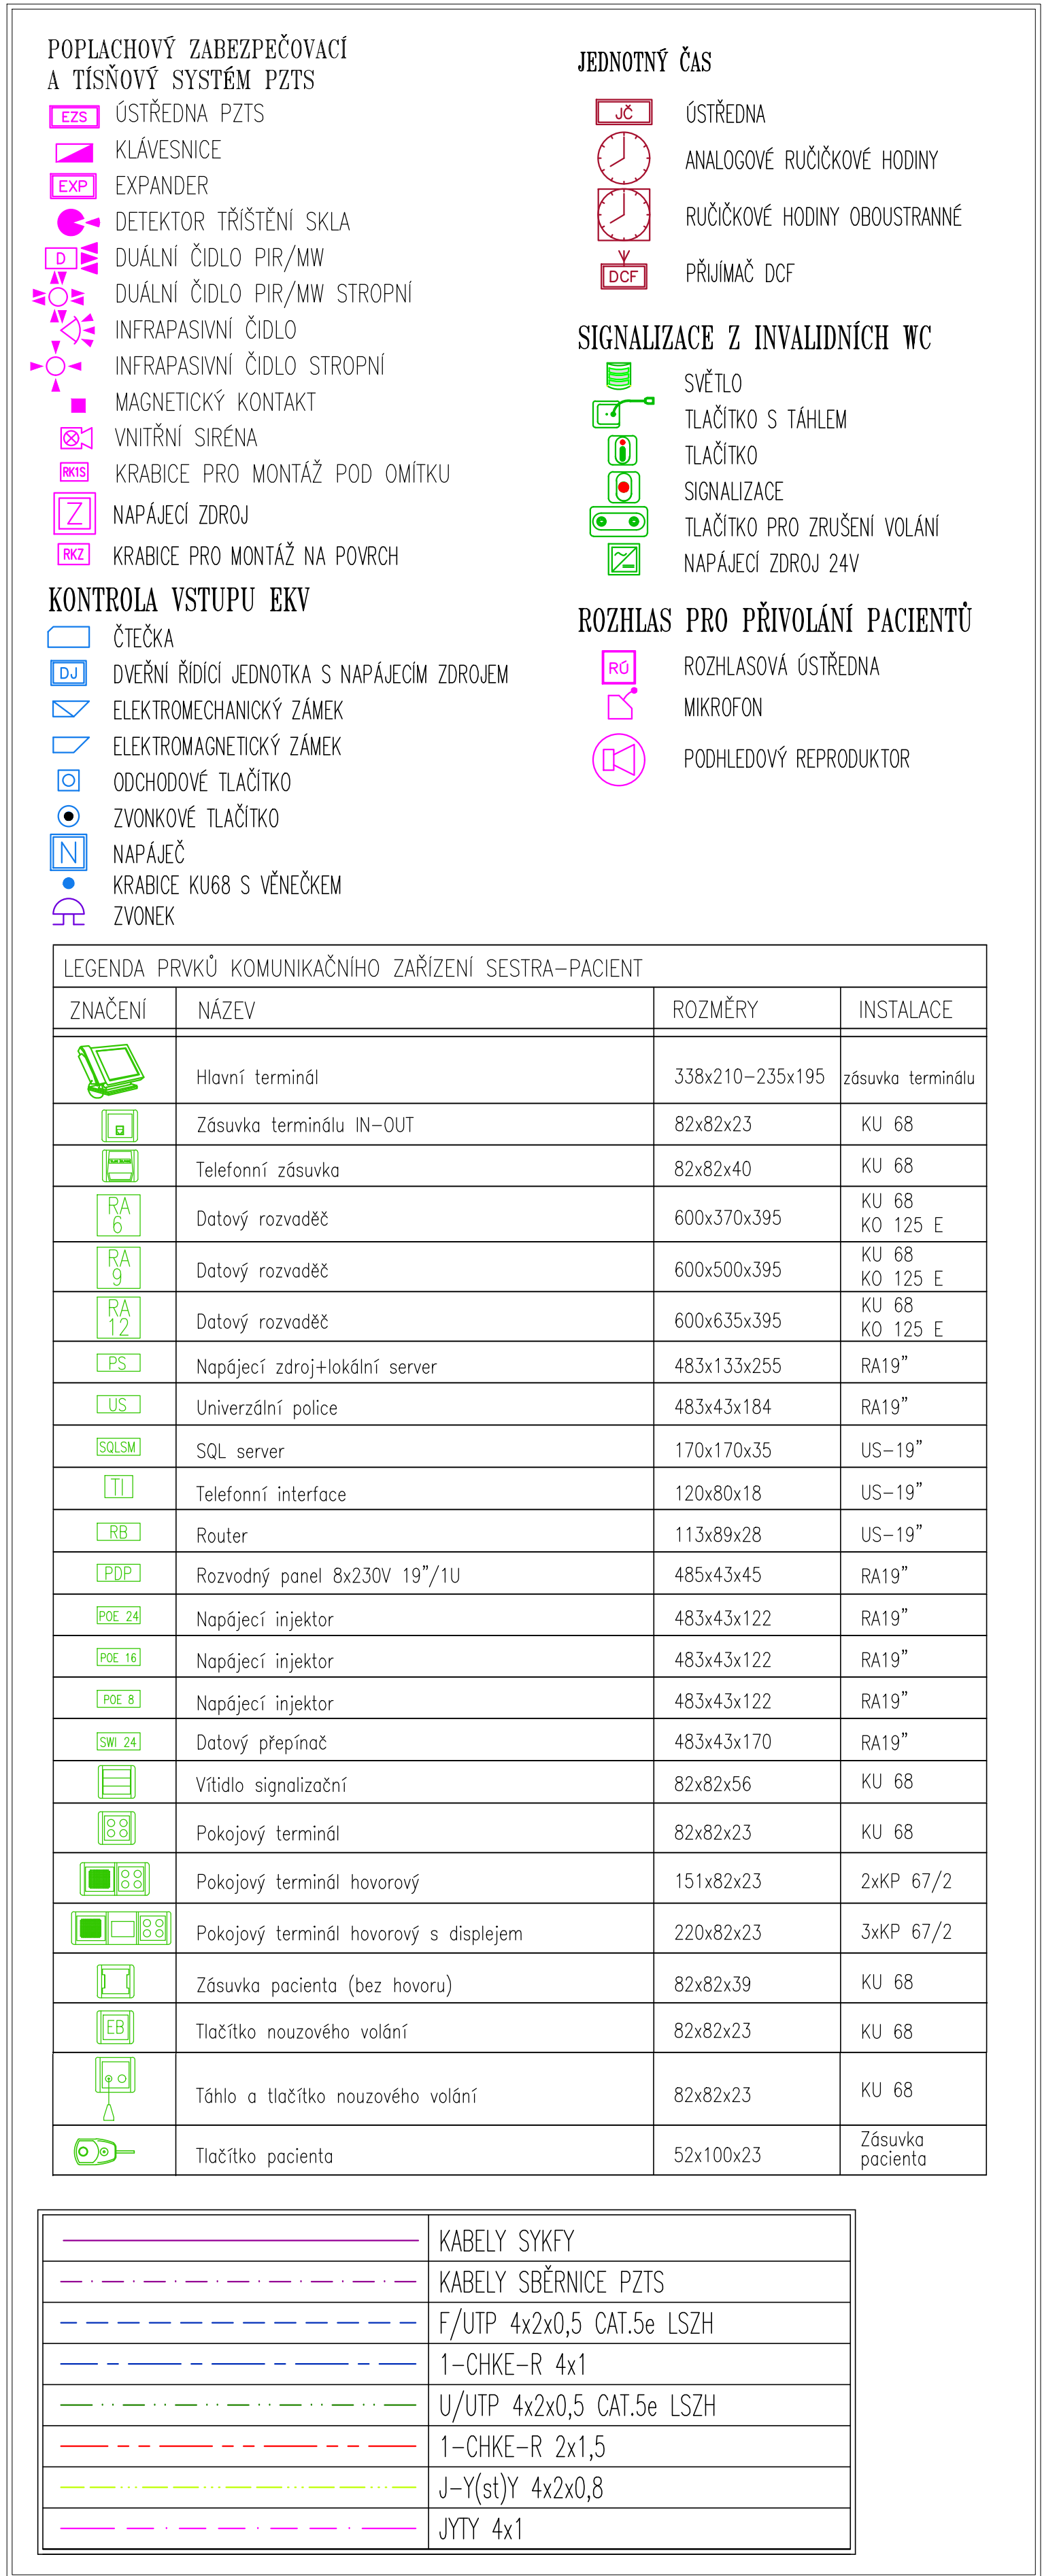 POPLACHOVÝ ZABEZPEČOVACÍ
A TÍSŇOVÝ SYSTÉM PZTS
EZS ÚSTŘEDNA PZTS
KLÁVESNICE
EXP EXPANDER
DETEKTOR TŘÍŠTĚNÍ SKLA
D DUÁLNÍ ČIDLO PIR/MW
DUÁLNÍ ČIDLO PIR/MW STROPNÍ
INFRAPASIVNÍ ČIDLO
INFRAPASIVNÍ ČIDLO STROPNÍ
MAGNETICKÝ KONTAKT
VNITŘNÍ SIRÉNA
RK1S KRABICE PRO MONTÁŽ POD OMÍTKU
Z NAPÁJECÍ ZDROJ
RKZ KRABICE PRO MONTÁŽ NA POVRCH
KONTROLA VSTUPU EKV
ČTEČKA
DJ DVEŘNÍ ŘÍDÍCÍ JEDNOTKA S NAPÁJECÍM ZDROJEM
ELEKTROMECHANICKÝ ZÁMEK
ELEKTROMAGNETICKÝ ZÁMEK
ODCHODOVÉ TLAČÍTKO
ZVONKOVÉ TLAČÍTKO
N NAPÁJEČ
KRABICE KU68 S VĚNEČKEM
ZVONEK
JEDNOTNÝ ČAS
JČ ÚSTŘEDNA
ANALOGOVÉ RUČIČKOVÉ HODINY
RUČIČKOVÉ HODINY OBOUSTRANNÉ
DCF PŘIJÍMAČ DCF
SIGNALIZACE Z INVALIDNÍCH WC
SVĚTLO
TLAČÍTKO S TÁHLEM
TLAČÍTKO
SIGNALIZACE
TLAČÍTKO PRO ZRUŠENÍ VOLÁNÍ
NAPÁJECÍ ZDROJ 24V
ROZHLAS PRO PŘIVOLÁNÍ PACIENTŮ
RÚ ROZHLASOVÁ ÚSTŘEDNA
MIKROFON
PODHLEDOVÝ REPRODUKTOR
LEGENDA PRVKŮ KOMUNIKAČNÍHO ZAŘÍZENÍ SESTRA-PACIENT
ZNAČENÍ NÁZEV ROZMĚRY INSTALACE
Hlavní terminál 338x210-235x195 zásuvka terminálu
Zásuvka terminálu IN-OUT 82x82x23 KU 68
Telefonní zásuvka 82x82x40 KU 68
RA 6 Datový rozvaděč 600x370x395 KU 68
KO 125 E
RA 9 Datový rozvaděč 600x500x395 KU 68
KO 125 E
RA 12 Datový rozvaděč 600x635x395 KU 68
KO 125 E
PS Napájecí zdroj+lokální server 483x133x255 RA19"
US Univerzální police 483x43x184 RA19"
SQLSM SQL server 170x170x35 US-19"
TI Telefonní interface 120x80x18 US-19"
RB Router 113x89x28 US-19"
PDP Rozvodný panel 8x230V 19"/1U 485x43x45 RA19"
POE 24 Napájecí injektor 483x43x122 RA19"
POE 16 Napájecí injektor 483x43x122 RA19"
POE 8 Napájecí injektor 483x43x122 RA19"
SWI 24 Datový přepínač 483x43x170 RA19"
Vítidlo signalizační 82x82x56 KU 68
Pokojový terminál 82x82x23 KU 68
Pokojový terminál hovorový 151x82x23 2xKP 67/2
Pokojový terminál hovorový s displejem 220x82x23 3xKP 67/2
Zásuvka pacienta (bez hovoru) 82x82x39 KU 68
EB Tlačítko nouzového volání 82x82x23 KU 68
Táhlo a tlačítko nouzového volání 82x82x23 KU 68
Tlačítko pacienta 52x100x23 Zásuvka
pacienta
KABELY SYKFY
KABELY SBĚRNICE PZTS
F/UTP 4x2x0,5 CAT.5e LSZH
1-CHKE-R 4x1
U/UTP 4x2x0,5 CAT.5e LSZH
1-CHKE-R 2x1,5
J-Y(st)Y 4x2x0,8
JYTY 4x1